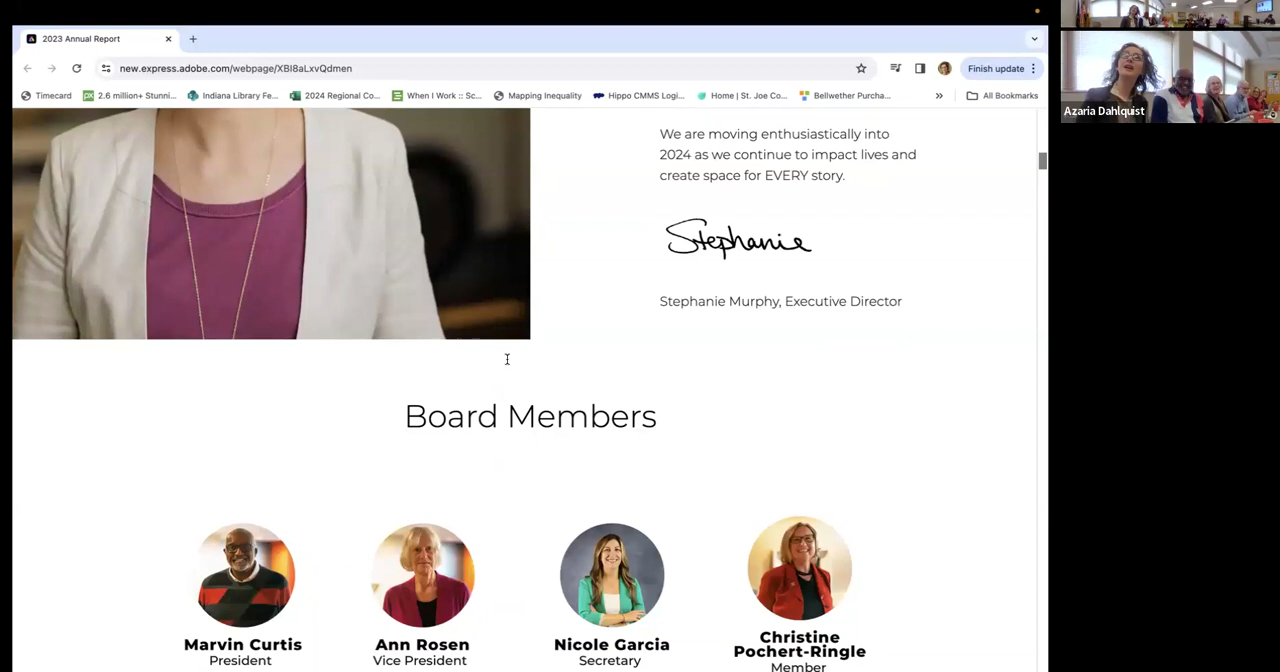 2023 Annual Report
new.express.adobe.com/webpage/XBI8aLxvQdmen
Finish update
Timecard
2.6 million+ Stunni...
Indiana Library Fe...
2024 Regional Co...
When I Work :: Sc...
Mapping Inequality
Hippo CMMS Logi...
Home | St. Joe Co...
Bellwether Purcha...
»
All Bookmarks
Azaria Dahlquist
We are moving enthusiastically into
2024 as we continue to impact lives and
create space for EVERY story.
Stephanie
Stephanie Murphy, Executive Director
Board Members
Marvin Curtis
President
Ann Rosen
Vice President
Nicole Garcia
Secretary
Christine
Pochert-Ringle
Member